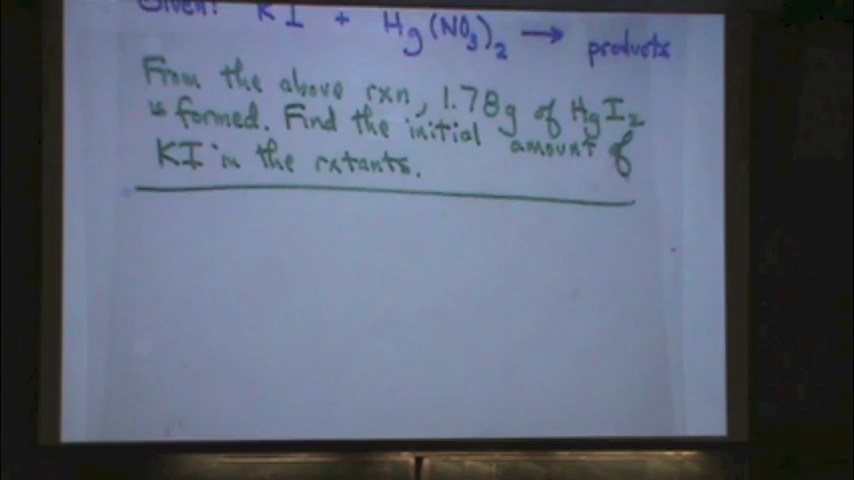 Given: KI + Hg(NO₃)₂ → products
From the above rxn, 1.78g of HgI₂
is formed. Find the initial amount of
KI in the rxtants.